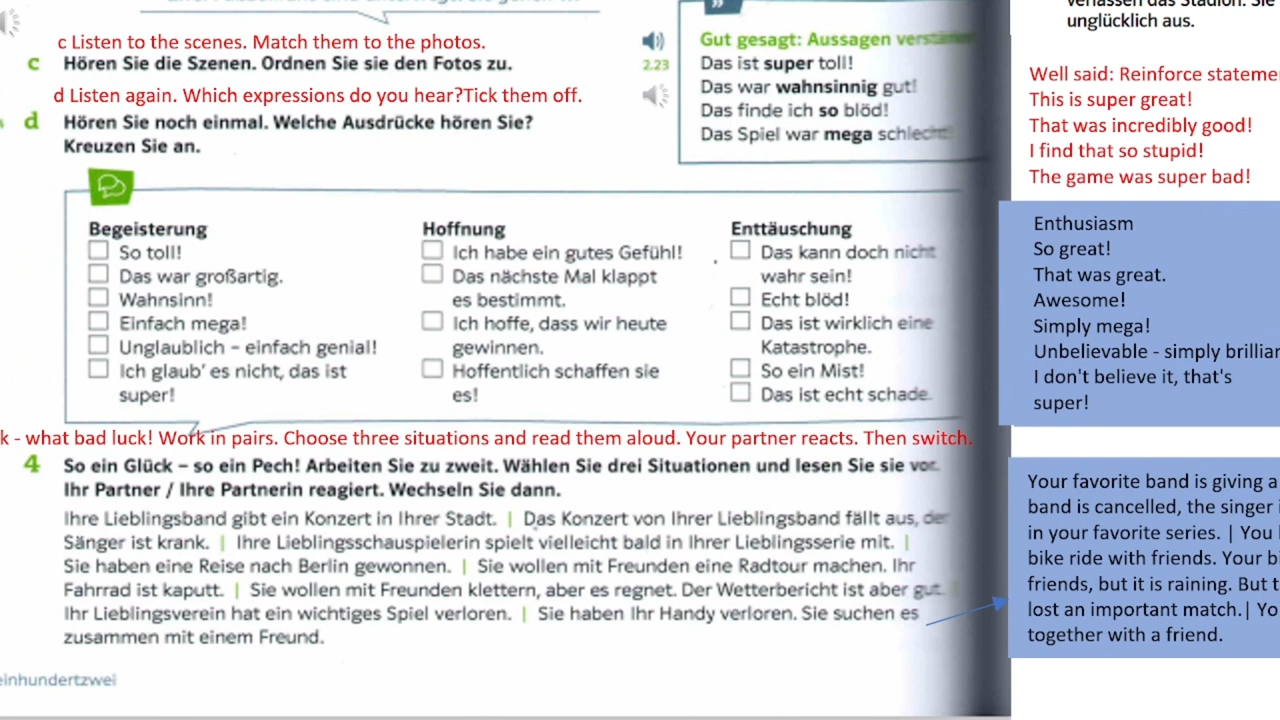 verlassen das Stadion. Sie
unglücklich aus.
c Listen to the scenes. Match them to the photos.
c Hören Sie die Szenen. Ordnen Sie sie den Fotos zu.
2.23
d Listen again. Which expressions do you hear?Tick them off.
d Hören Sie noch einmal. Welche Ausdrücke hören Sie?
Kreuzen Sie an.
Gut gesagt: Aussagen verstärken
Das ist super toll!
Das war wahnsinnig gut!
Das finde ich so blöd!
Das Spiel war mega schlecht!
Well said: Reinforce
This is super great!
That was incredibly good!
I find that so stupid!
The game was super bad!
Begeisterung
So toll!
Das war großartig.
Wahnsinn!
Einfach mega!
Unglaublich – einfach genial!
Ich glaub' es nicht, das ist
super!
Hoffnung
Ich habe ein gutes Gefühl!
Das nächste Mal klappt
es bestimmt.
Ich hoffe, dass wir heute
gewinnen.
Hoffentlich schaffen sie
es!
Enttäuschung
Das kann doch nicht
wahr sein!
Echt blöd!
Das ist wirklich eine
Katastrophe.
So ein Mist!
Das ist echt schade.
Enthusiasm
So great!
That was great.
Awesome!
Simply mega!
Unbelievable - simply
I don't believe it, that's
super!
k - what bad luck! Work in pairs. Choose three situations and read them aloud. Your partner reacts. Then switch.
4 So ein Glück – so ein Pech! Arbeiten Sie zu zweit. Wählen Sie drei Situationen und lesen Sie sie vor.
Ihr Partner / Ihre Partnerin reagiert. Wechseln Sie dann.
Ihre Lieblingsband gibt ein Konzert in Ihrer Stadt. | Das Konzert von Ihrer Lieblingsband fällt aus, der
Sänger ist krank. | Ihre Lieblingsschauspielerin spielt vielleicht bald in Ihrer Lieblingsserie mit. |
Sie haben eine Reise nach Berlin gewonnen. | Sie wollen mit Freunden eine Radtour machen. Ihr
Fahrrad ist kaputt. | Sie wollen mit Freunden klettern, aber es regnet. Der Wetterbericht ist aber gut. |
Ihr Lieblingsverein hat ein wichtiges Spiel verloren. | Sie haben Ihr Handy verloren. Sie suchen es
zusammen mit einem Freund.
Your favorite band is giving a
band is cancelled, the singer
in your favorite series. | You
bike ride with friends. Your
friends, but it is raining. But
lost an important match.|
together with a friend.
einhundertzwei